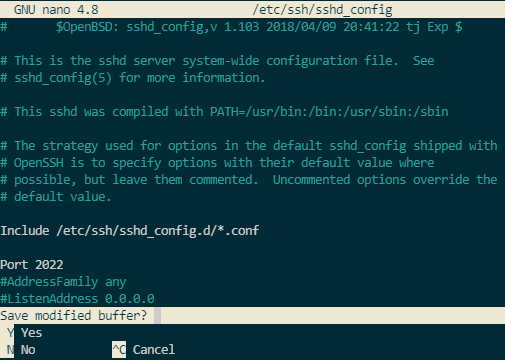 GNU nano 4.8 /etc/ssh/sshd_config
# $OpenBSD: sshd_config,v 1.103 2018/04/09 20:41:22 tj Exp $
# This is the sshd server system-wide configuration file.  See
# sshd_config(5) for more information.
# This sshd was compiled with PATH=/usr/bin:/bin:/usr/sbin:/sbin
# The strategy used for options in the default sshd_config shipped with
# OpenSSH is to specify options with their default value where
# possible, but leave them commented.  Uncommented options override the
# default value.
Include /etc/ssh/sshd_config.d/*.conf
Port 2022
#AddressFamily any
#ListenAddress 0.0.0.0
Save modified buffer?
Y Yes
N No ^C Cancel